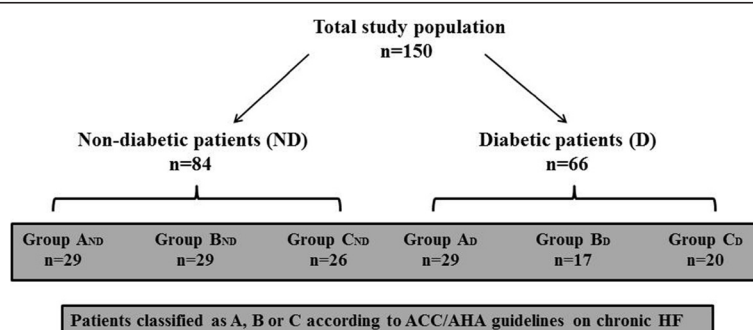 Total study population
n=150
Non-diabetic patients (ND)
n=84
Diabetic patients (D)
n=66
Group AND
n=29
Group BND
n=29
Group CND
n=26
Group AD
n=29
Group BD
n=17
Group CD
n=20
Patients classified as A, B or C according to ACC/AHA guidelines on chronic HF